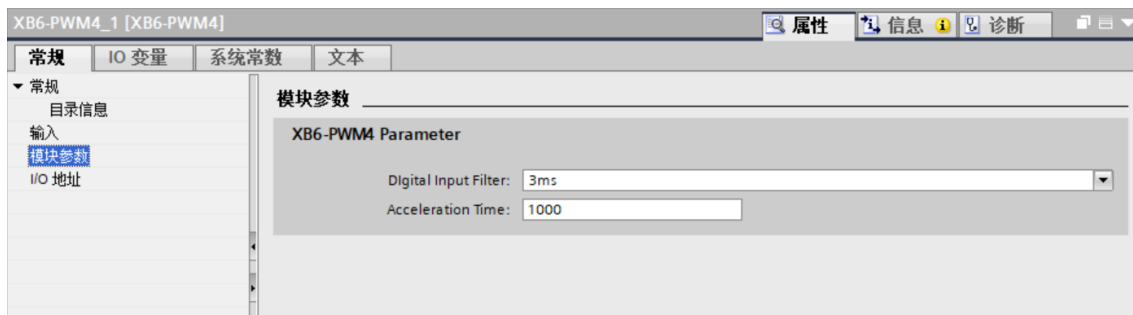 XB6-PWM4_1 [XB6-PWM4]
属性
信息
诊断
常规
IO 变量
系统常数
文本
常规
目录信息
输入
模块参数
I/O 地址
模块参数
XB6-PWM4 Parameter
DIgital Input Filter: 3ms
Acceleration Time: 1000